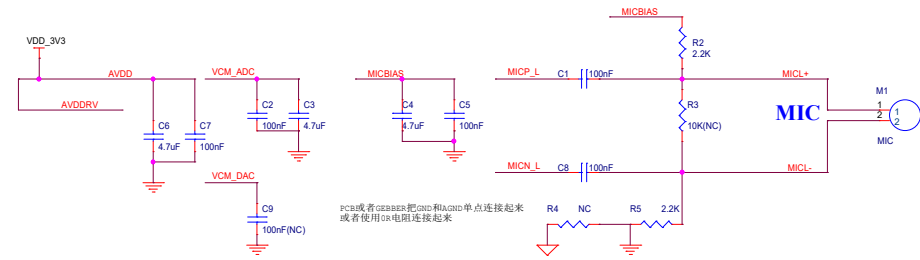 MICBIAS
VDD_3V3
R2
2.2K
AVDD
VCM_ADC
MICBIAS
MICP_L
C1
100nF
MICL+
M1
AVDDRV
C2
100nF
C3
4.7uF
C4
4.7uF
C5
100nF
R3
10K(NC)
MIC
1
2
1
2
MIC
C6
4.7uF
C7
100nF
MICN_L
C8
100nF
MICL-
VCM_DAC
C9
100nF(NC)
PCB或者GEBBER把GND和AGND单点连接起来
或者使用0R电阻连接起来
R4
NC
R5
2.2K